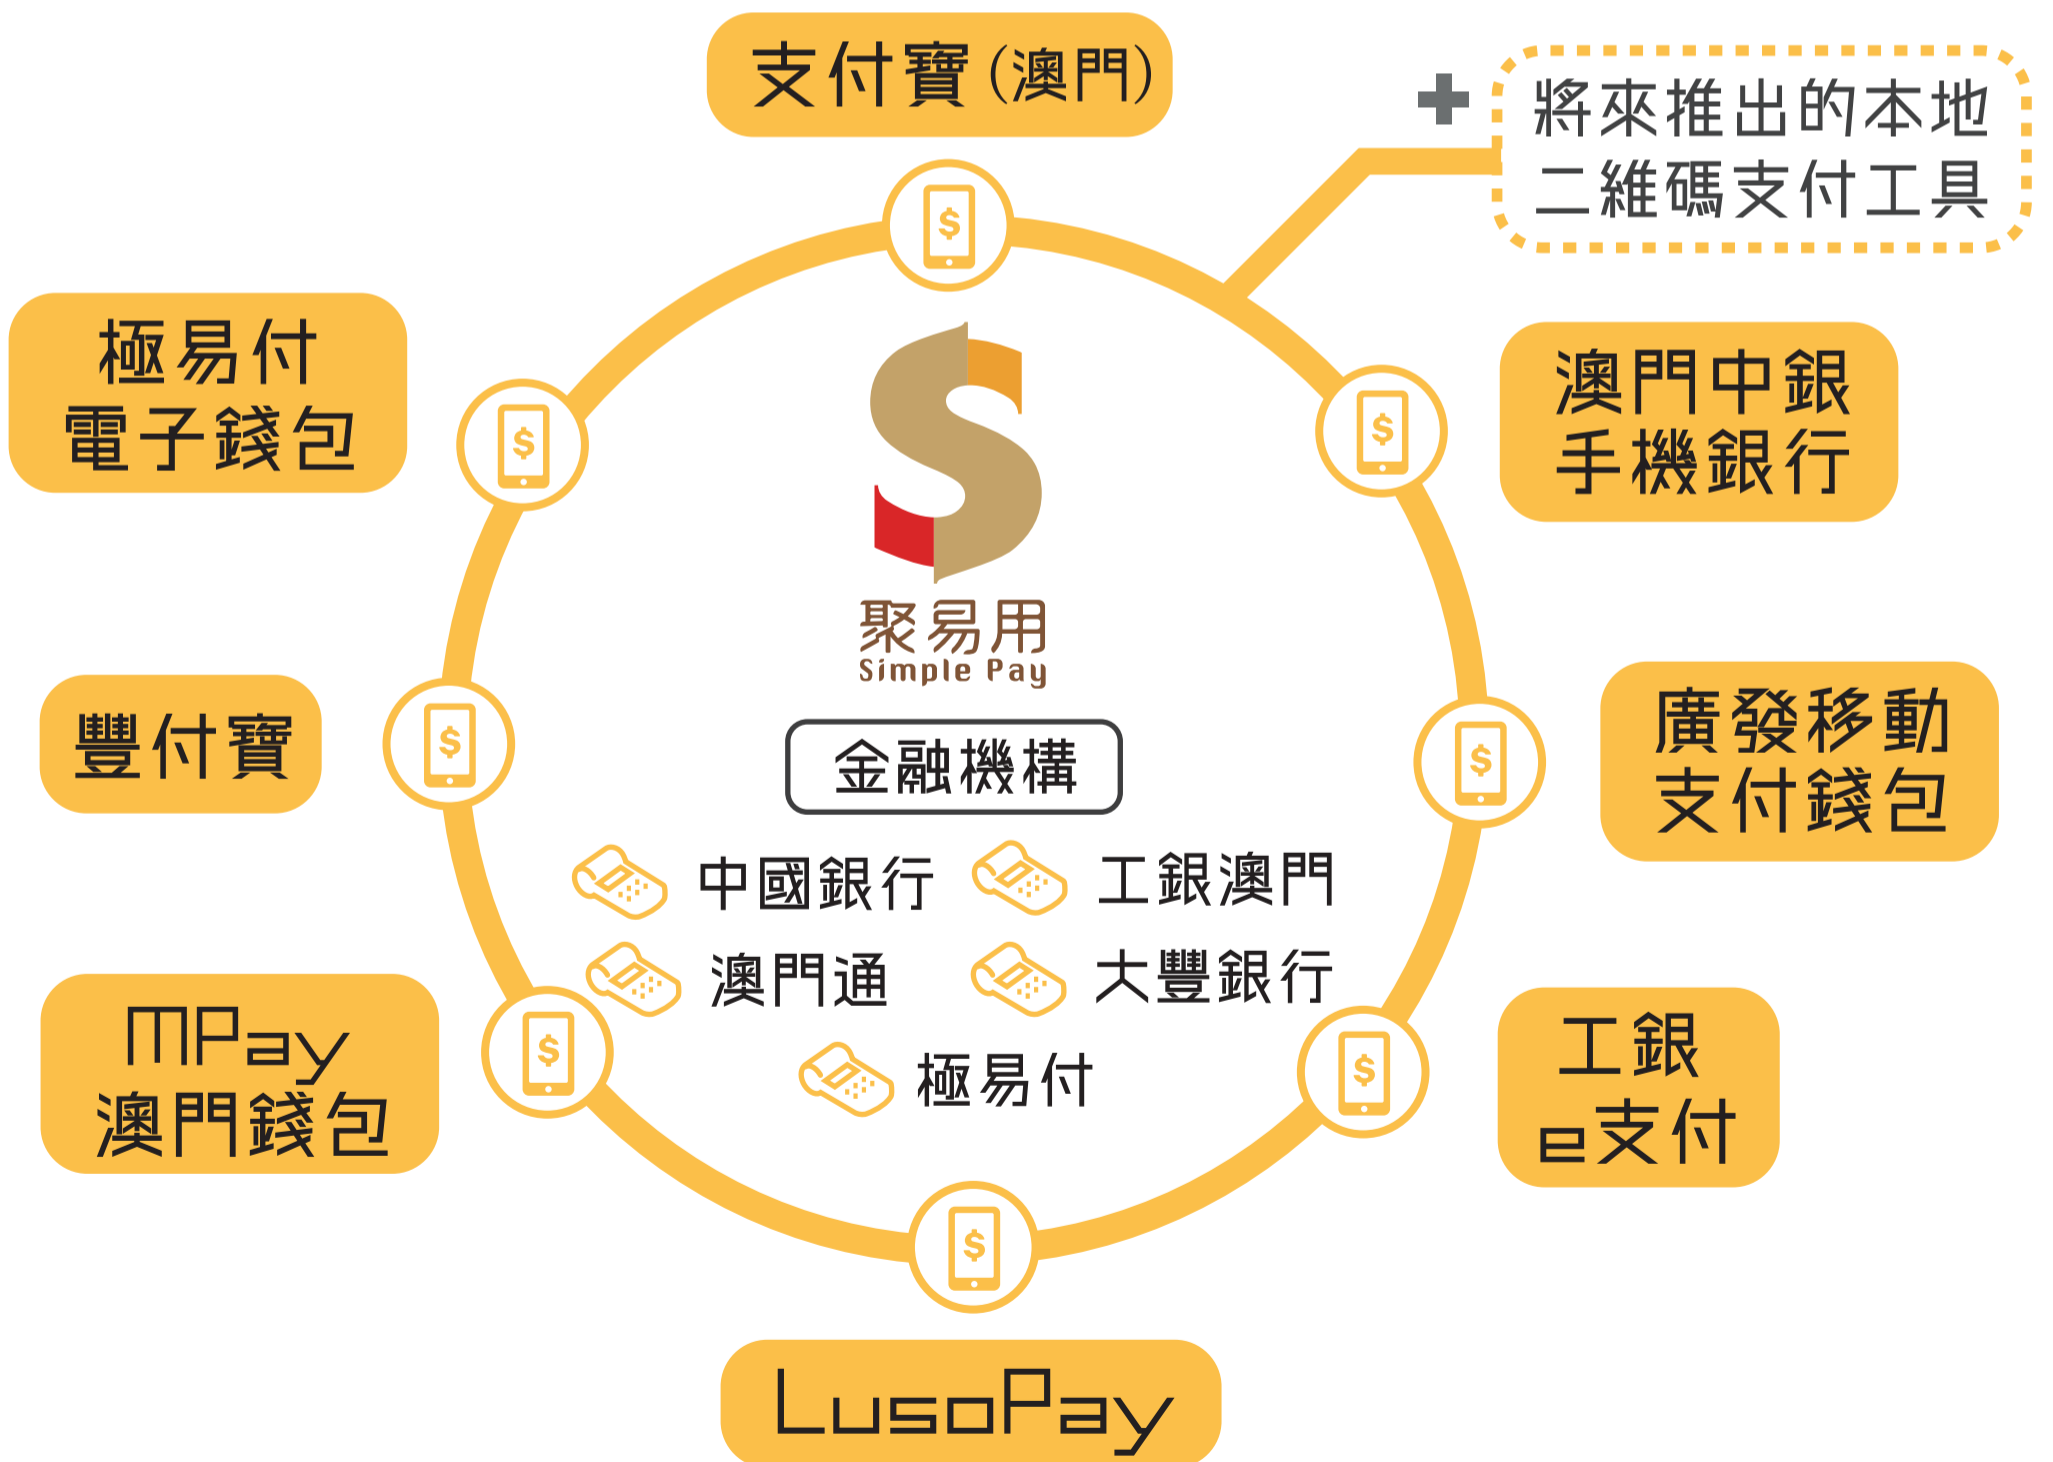 支付寶(澳門)
將來推出的本地
二維碼支付工具
極易付
電子錢包
澳門中銀
手機銀行
聚易用
Simple Pay
豐付寶
金融機構
廣發移動
支付錢包
中國銀行
工銀澳門
澳門通
大豐銀行
極易付
MPay
澳門錢包
工銀
e支付
LusoPay